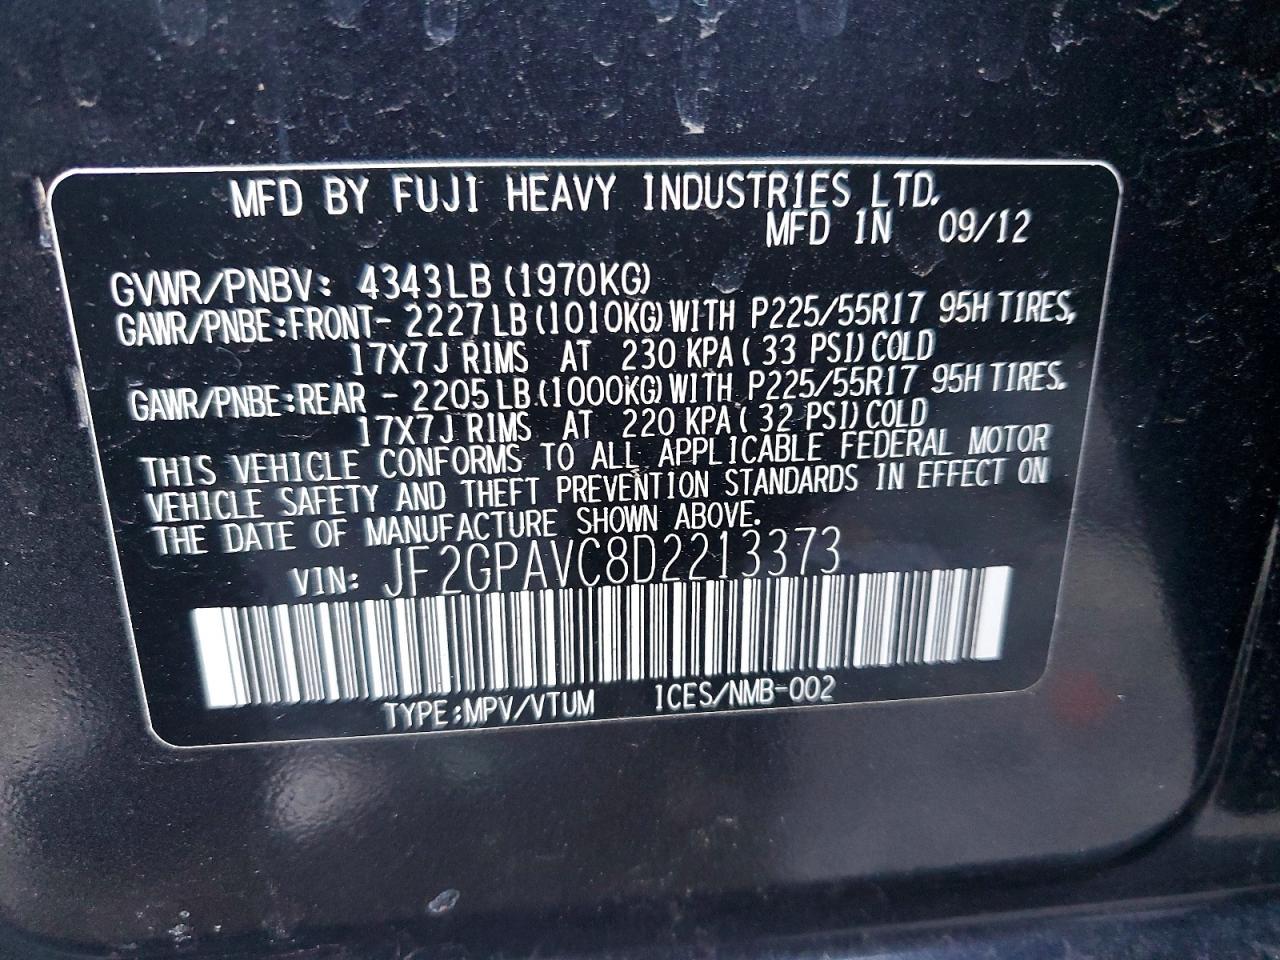 MFD BY FUJI HEAVY INDUSTRIES LTD.
MFD IN 09/12
GVWR/PNBV: 4343LB (1970KG)
GAWR/PNBE:FRONT- 2227LB(1010KG)WITH P225/55R17 95H TIRES,
17X7J RIMS AT 230 KPA( 33 PSI)COLD
GAWR/PNBE:REAR - 2205LB(1000KG)WITH P225/55R17 95H TIRES.
17X7J RIMS AT 220 KPA( 32 PSI)COLD
THIS VEHICLE CONFORMS TO ALL APPLICABLE FEDERAL MOTOR
VEHICLE SAFETY AND THEFT PREVENTION STANDARDS IN EFFECT ON
THE DATE OF MANUFACTURE SHOWN ABOVE.
VIN: JF2GPAVC8D2213373
TYPE:MPV/VTUM ICES/NMB-002